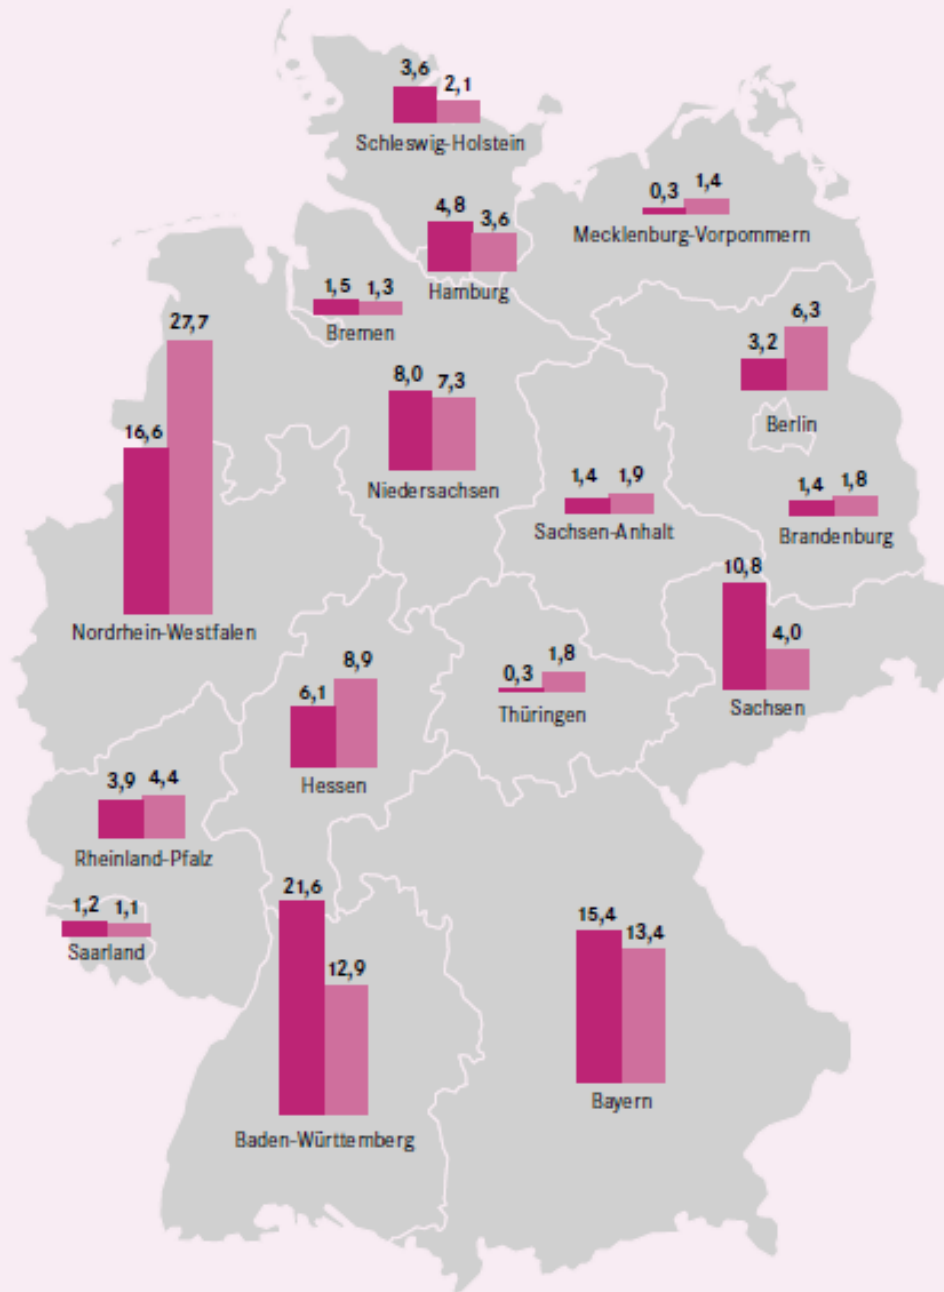 3,6 2,1
Schleswig-Holstein
0,3 1,4
Mecklenburg-Vorpommern
4,8 3,6
Hamburg
1,5 1,3
Bremen
6,3
3,2
Berlin
27,7
16,6
Nordrhein-Westfalen
8,0 7,3
Niedersachsen
1,4 1,9
Sachsen-Anhalt
1,4 1,8
Brandenburg
10,8
4,0
Sachsen
6,1 8,9
Hessen
0,3 1,8
Thüringen
3,9 4,4
Rheinland-Pfalz
1,2 1,1
Saarland
21,6
12,9
Baden-Württemberg
15,4
13,4
Bayern